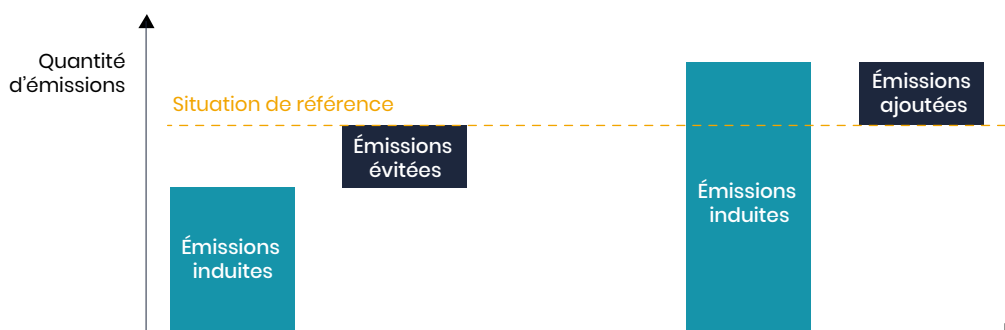 Quantité
d’émissions
Situation de référence
Émissions
induites
Émissions
évitées
Émissions
induites
Émissions
ajoutées